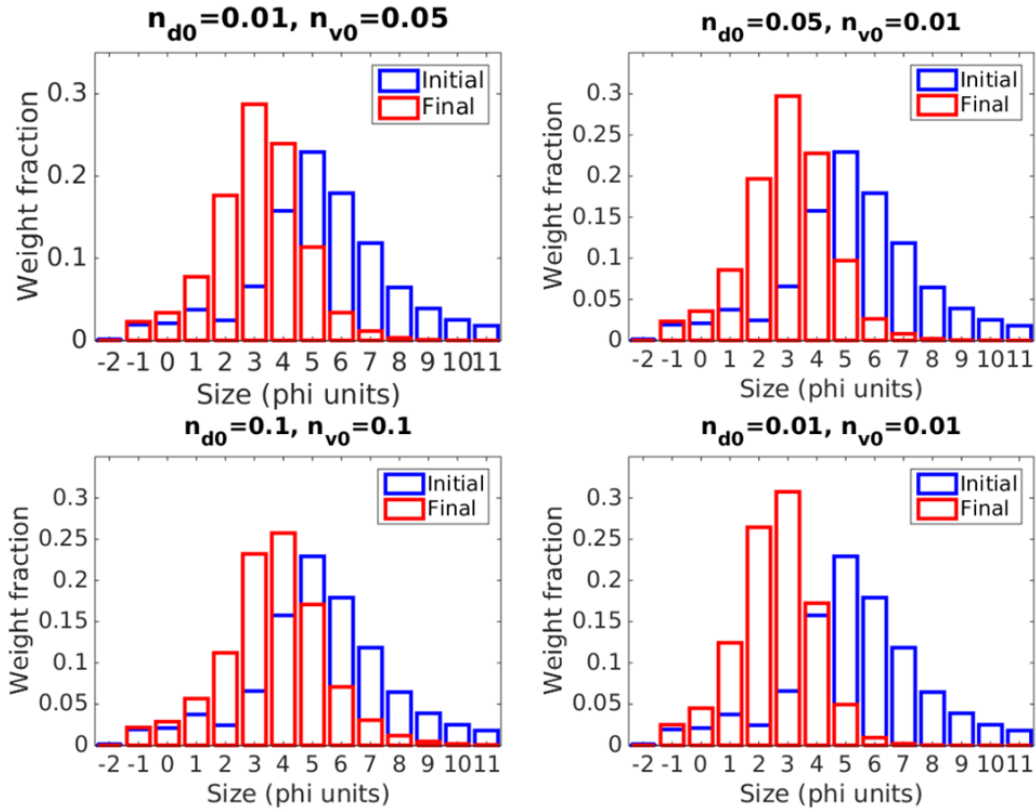 n_d0=0.01, n_v0=0.05
Initial
Final
Weight fraction
0.3
0.2
0.1
0
-2 -1 0 1 2 3 4 5 6 7 8 9 10 11
Size (phi units)
n_d0=0.05, n_v0=0.01
Initial
Final
Weight fraction
0.3
0.25
0.2
0.15
0.1
0.05
0
-2 -1 0 1 2 3 4 5 6 7 8 9 10 11
Size (phi units)
n_d0=0.1, n_v0=0.1
Initial
Final
Weight fraction
0.3
0.25
0.2
0.15
0.1
0.05
0
-2 -1 0 1 2 3 4 5 6 7 8 9 10 11
Size (phi units)
n_d0=0.01, n_v0=0.01
Initial
Final
Weight fraction
0.3
0.25
0.2
0.15
0.1
0.05
0
-2 -1 0 1 2 3 4 5 6 7 8 9 10 11
Size (phi units)